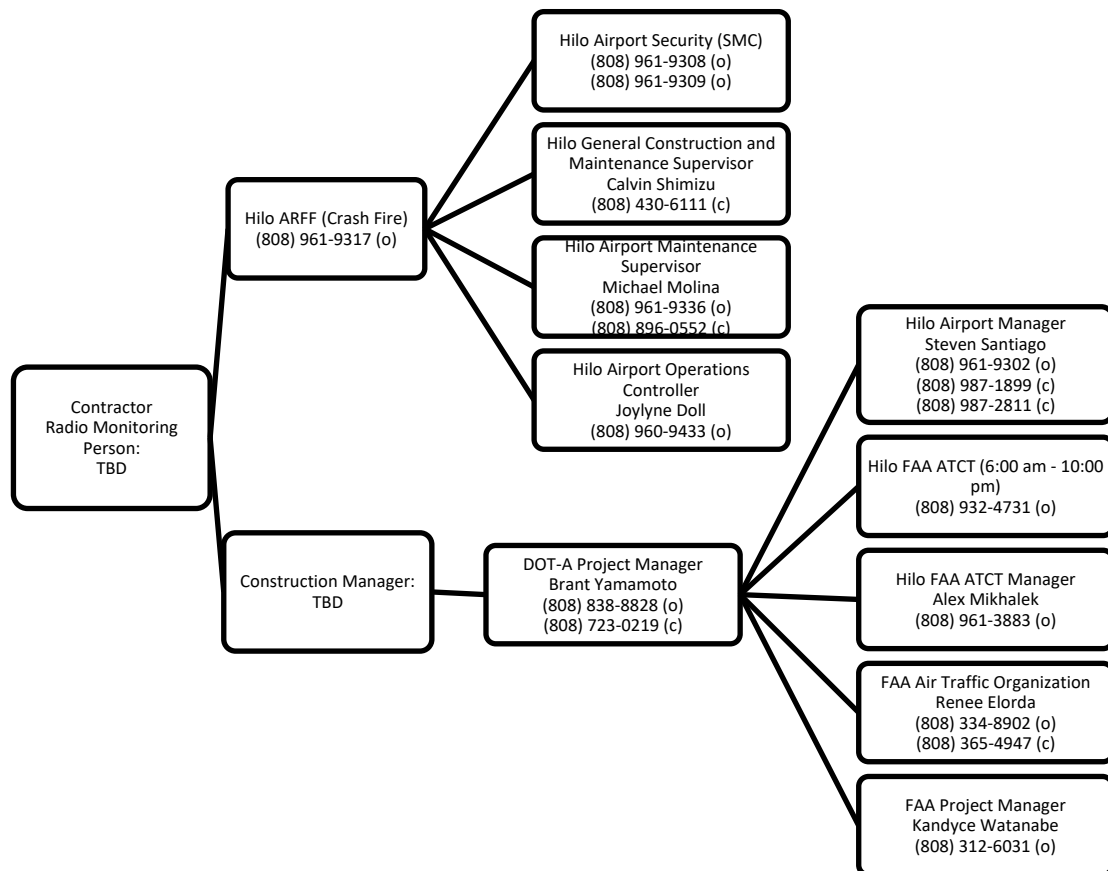 Hilo Airport Security (SMC)
(808) 961-9308 (o)
(808) 961-9309 (o)
Hilo General Construction and
Maintenance Supervisor
Calvin Shimizu
(808) 430-6111 (c)
Hilo ARFF (Crash Fire)
(808) 961-9317 (o)
Hilo Airport Maintenance
Supervisor
Michael Molina
(808) 961-9336 (o)
(808) 896-0552 (c)
Hilo Airport Operations
Controller
Joylyne Doll
(808) 960-9433 (o)
Contractor
Radio Monitoring
Person:
TBD
Construction Manager:
TBD
DOT-A Project Manager
Brant Yamamoto
(808) 838-8828 (o)
(808) 723-0219 (c)
Hilo Airport Manager
Steven Santiago
(808) 961-9302 (o)
(808) 987-1899 (c)
(808) 987-2811 (c)
Hilo FAA ATCT (6:00 am - 10:00
pm)
(808) 932-4731 (o)
Hilo FAA ATCT Manager
Alex Mikhalek
(808) 961-3883 (o)
FAA Air Traffic Organization
Renee Elorda
(808) 334-8902 (o)
(808) 365-4947 (c)
FAA Project Manager
Kandyce Watanabe
(808) 312-6031 (o)